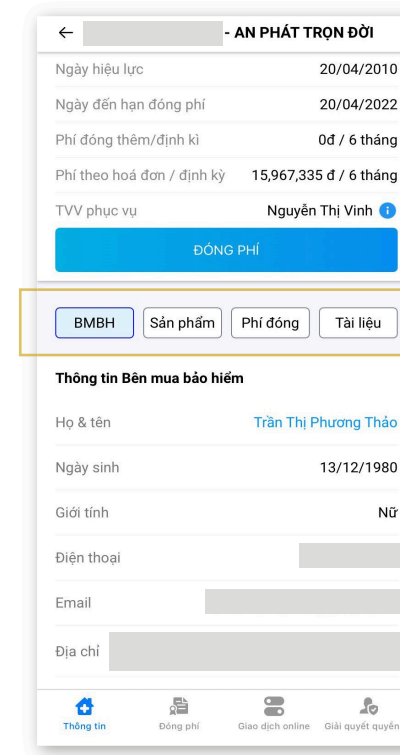 - AN PHÁT TRỌN ĐỜI
Ngày hiệu lực 20/04/2010
Ngày đến hạn đóng phí 20/04/2022
Phí đóng thêm/định kì 0đ / 6 tháng
Phí theo hoá đơn / định kỳ 15,967,335 đ / 6 tháng
TVV phục vụ Nguyễn Thị Vinh
ĐÓNG PHÍ
BMBH Sản phẩm Phí đóng Tài liệu
Thông tin Bên mua bảo hiểm
Họ & tên Trần Thị Phương Thảo
Ngày sinh 13/12/1980
Giới tính Nữ
Điện thoại
Email
Địa chỉ
Thông tin Đóng phí Giao dịch online Giải quyết quyền